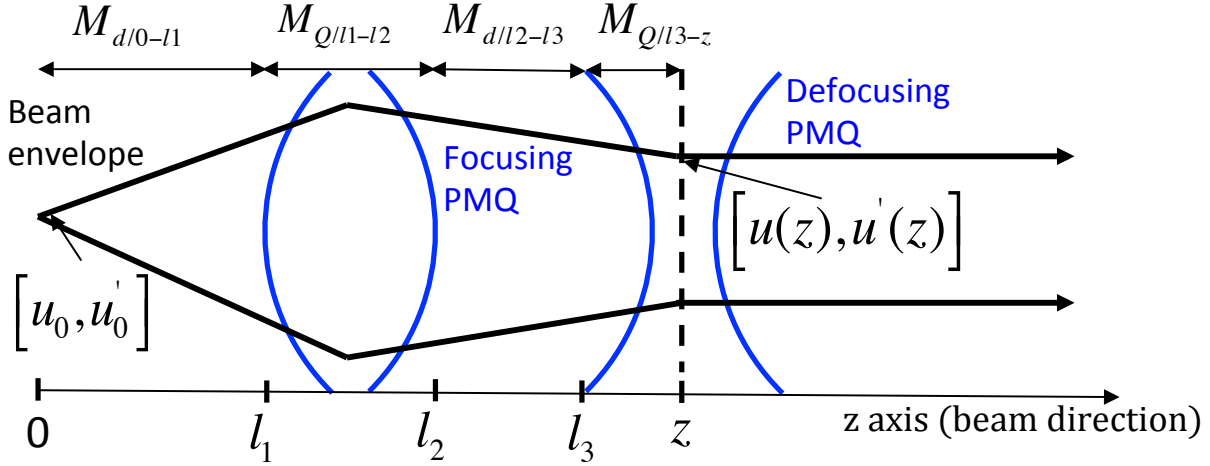 M_{d/0–l1} M_{Q/l1–l2} M_{d/l2–l3} M_{Q/l3–z}
Beam
envelope
Focusing
PMQ
Defocusing
PMQ
[u(z), u'(z)]
[u_0, u_0']
0 l_1 l_2 l_3 z
z axis (beam direction)